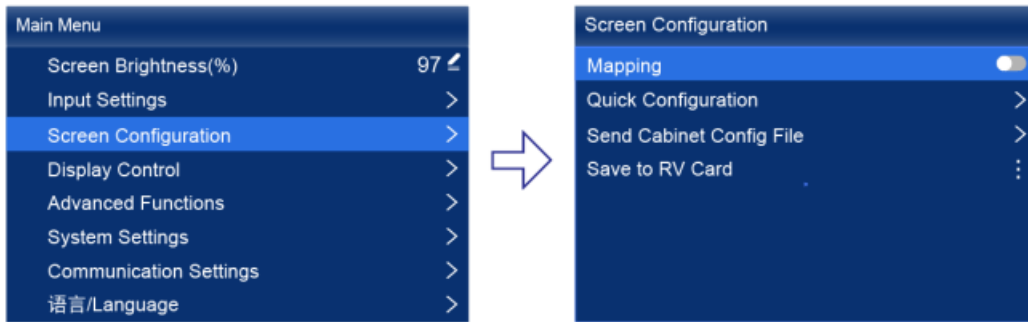 Main Menu
Screen Brightness(%) 97
Input Settings
Screen Configuration
Display Control
Advanced Functions
System Settings
Communication Settings
语言/Language
Screen Configuration
Mapping
Quick Configuration
Send Cabinet Config File
Save to RV Card